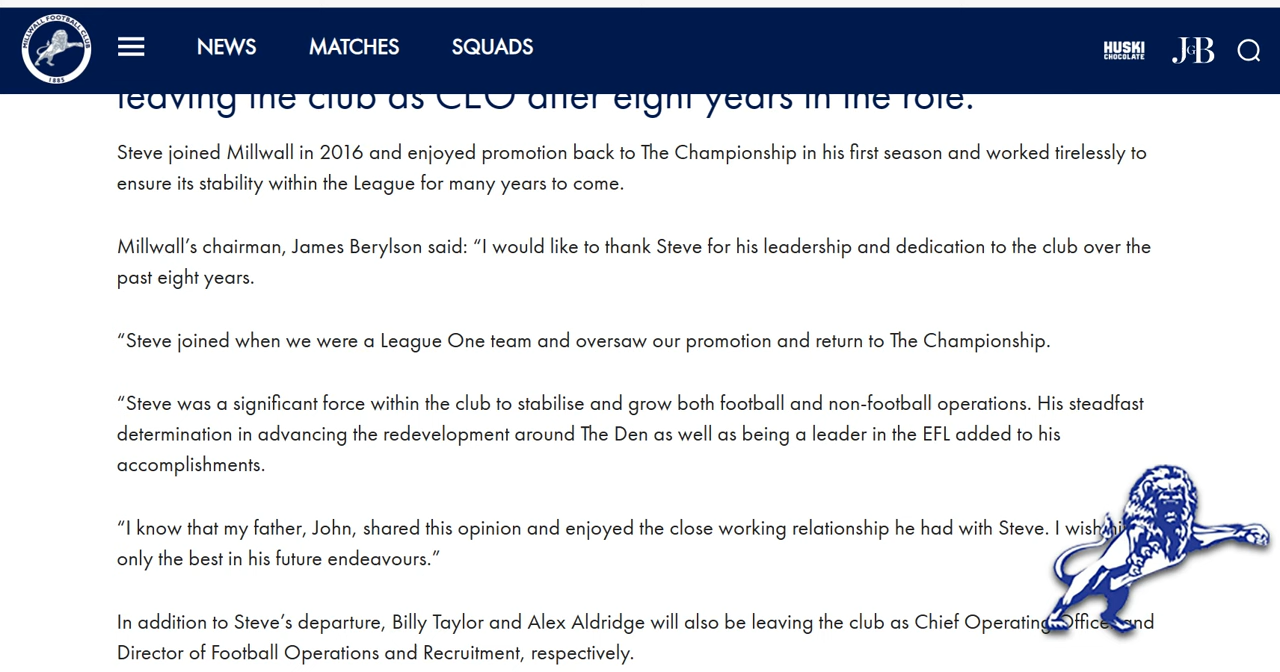 MILLWALL FOOTBALL CLUB
1885
NEWS MATCHES SQUADS
HUSKI
CHOCOLATE
JGB
leaving the club as CEO after eight years in the role.
Steve joined Millwall in 2016 and enjoyed promotion back to The Championship in his first season and worked tirelessly to
ensure its stability within the League for many years to come.
Millwall’s chairman, James Berylson said: “I would like to thank Steve for his leadership and dedication to the club over the
past eight years.
“Steve joined when we were a League One team and oversaw our promotion and return to The Championship.
“Steve was a significant force within the club to stabilise and grow both football and non-football operations. His steadfast
determination in advancing the redevelopment around The Den as well as being a leader in the EFL added to his
accomplishments.
“I know that my father, John, shared this opinion and enjoyed the close working relationship he had with Steve. I wish
only the best in his future endeavours.”
In addition to Steve’s departure, Billy Taylor and Alex Aldridge will also be leaving the club as Chief Operating Officer and
Director of Football Operations and Recruitment, respectively.